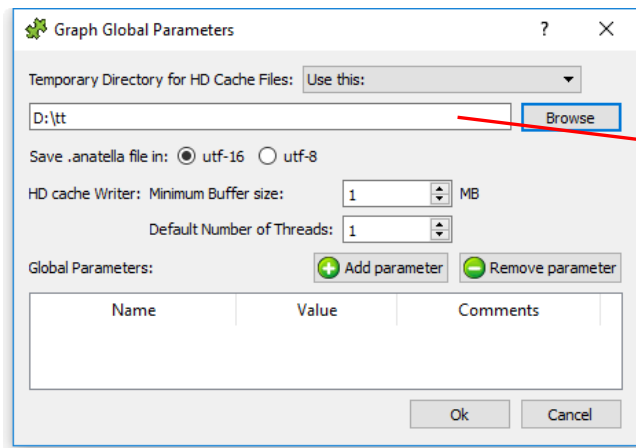 Graph Global Parameters
Temporary Directory for HD Cache Files: Use this:
D:\tt Browse
Save .anatella file in: utf-16 utf-8
HD cache Writer: Minimum Buffer size: 1 MB
Default Number of Threads: 1
Global Parameters: Add parameter Remove parameter
Name Value Comments
Ok Cancel